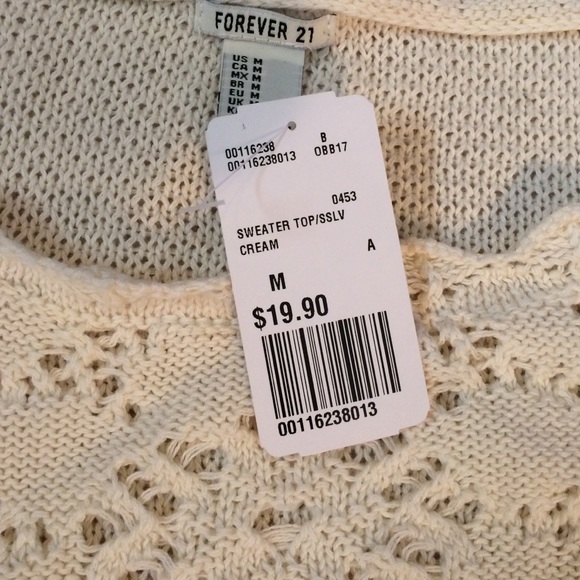 FOREVER 21
US M
CA M
MX M
BR M
EU M
UK M
00116238 B
00116238013 OBB17
0453
SWEATER TOP/SSLV
CREAM
M A
$19.90
00116238013